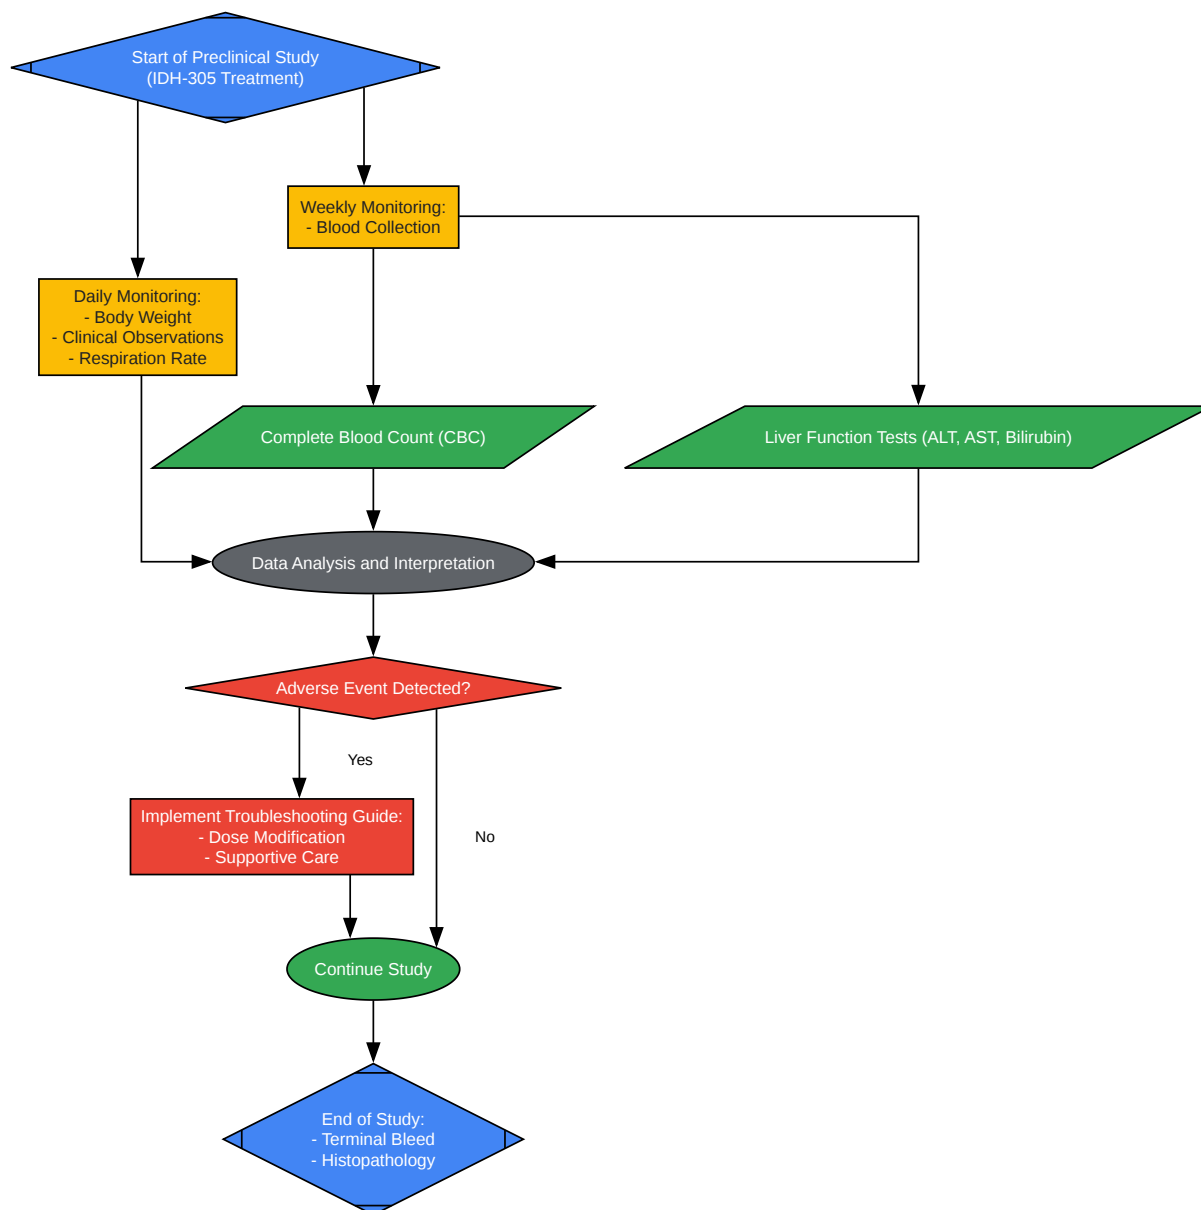 Start of Preclinical Study
(IDH-305 Treatment)
Weekly Monitoring:
- Blood Collection
Daily Monitoring:
- Body Weight
- Clinical Observations
- Respiration Rate
Complete Blood Count (CBC)
Liver Function Tests (ALT, AST, Bilirubin)
Data Analysis and Interpretation
Adverse Event Detected?
Yes
Implement Troubleshooting Guide:
- Dose Modification
- Supportive Care
No
Continue Study
End of Study:
- Terminal Bleed
- Histopathology